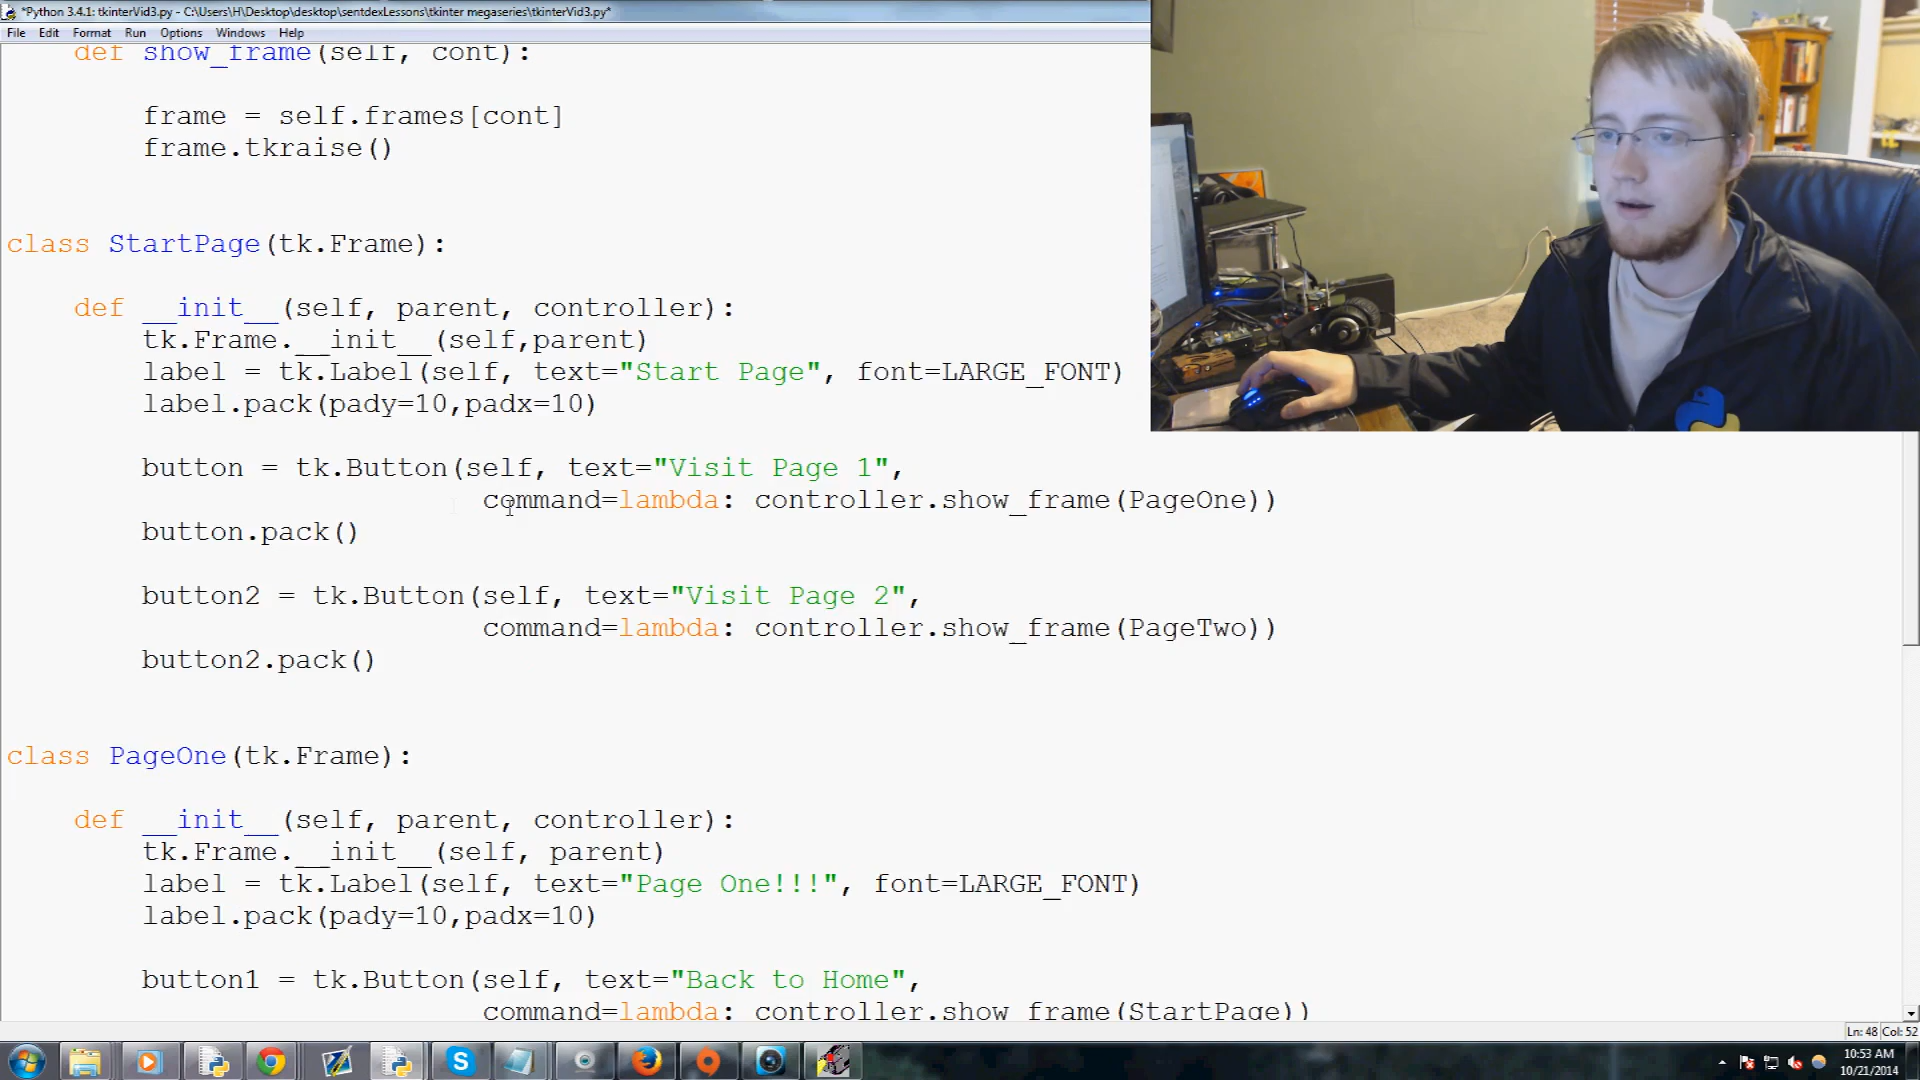 *Python 3.4.1: tkinterVid3.py - C:\Users\H\Desktop\desktop\sentdexLessons\tkinter megaseries\tkinterVid3.py*
File Edit Format Run Options Windows Help
def show_frame(self, cont):
frame = self.frames[cont]
frame.tkraise()
class StartPage(tk.Frame):
def __init__(self, parent, controller):
tk.Frame.__init__(self,parent)
label = tk.Label(self, text="Start Page", font=LARGE_FONT)
label.pack(pady=10,padx=10)
button = tk.Button(self, text="Visit Page 1",
command=lambda: controller.show_frame(PageOne))
button.pack()
button2 = tk.Button(self, text="Visit Page 2",
command=lambda: controller.show_frame(PageTwo))
button2.pack()
class PageOne(tk.Frame):
def __init__(self, parent, controller):
tk.Frame.__init__(self, parent)
label = tk.Label(self, text="Page One!!!", font=LARGE_FONT)
label.pack(pady=10,padx=10)
button1 = tk.Button(self, text="Back to Home",
command=lambda: controller.show_frame(StartPage))
Ln: 48 Col: 52
10:53 AM
10/21/2014